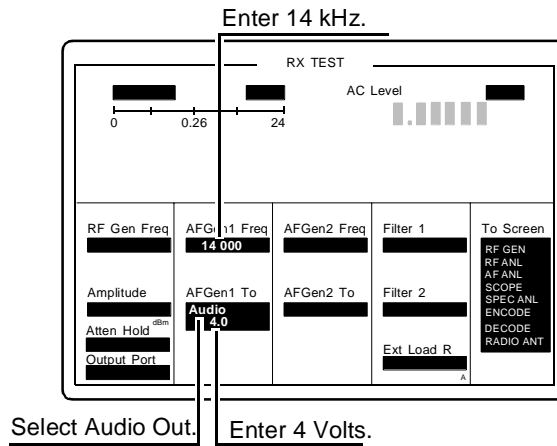 Enter 14 kHz.
RX TEST
AC Level
0 0.26 24
RF Gen Freq
AFGen1 Freq
14 000
AFGen2 Freq
Filter 1
To Screen
RF GEN
RF ANL
AF ANL
SCOPE
SPEC ANL
ENCODE
DECODE
RADIO ANT
Amplitude
dBm
AFGen1 To
Audio
4.0
AFGen2 To
Filter 2
Atten Hold
Output Port
Ext Load R
A
Select Audio Out.
Enter 4 Volts.